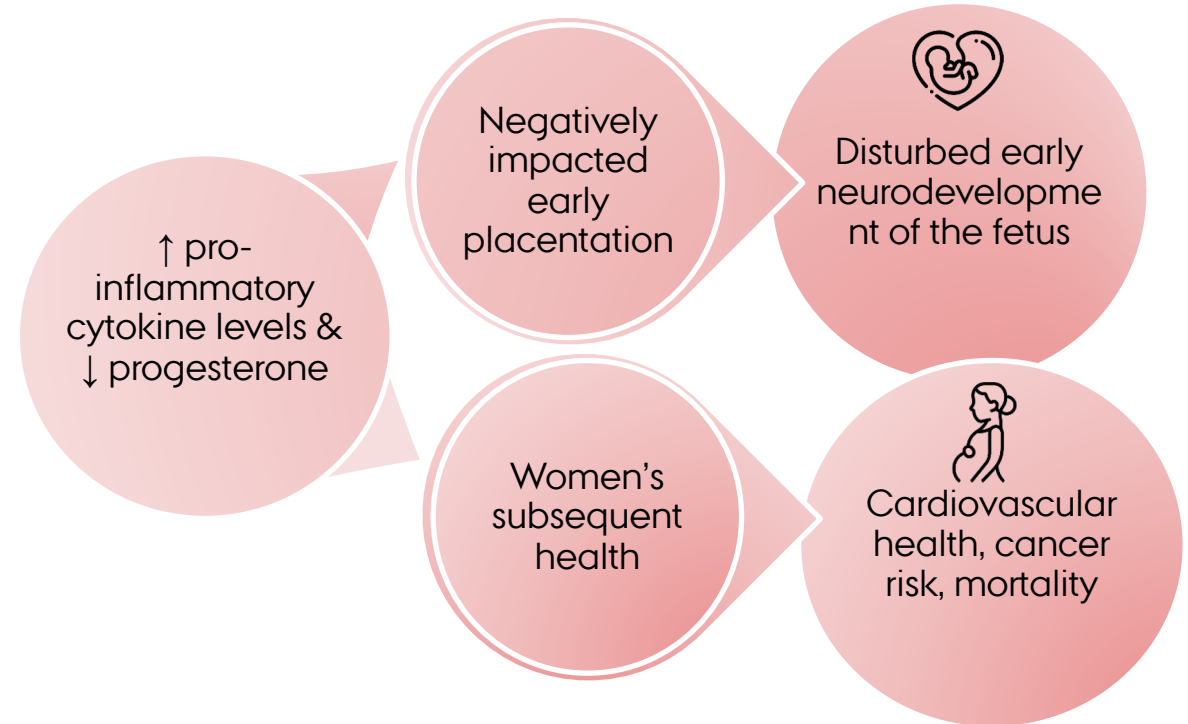 ↑ pro-
inflammatory
cytokine levels &
↓ progesterone
Negatively
impacted
early
placentation
Disturbed early
neurodevelopme
nt of the fetus
Women’s
subsequent
health
Cardiovascular
health, cancer
risk, mortality